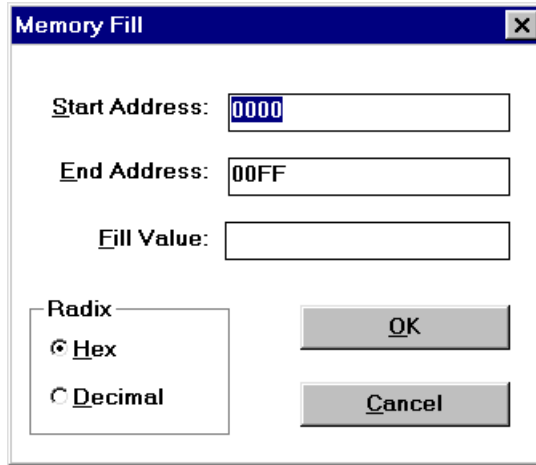 Memory Fill
Start Address: 0000
End Address: 00FF
Fill Value:
Radix
Hex
Decimal
OK
Cancel